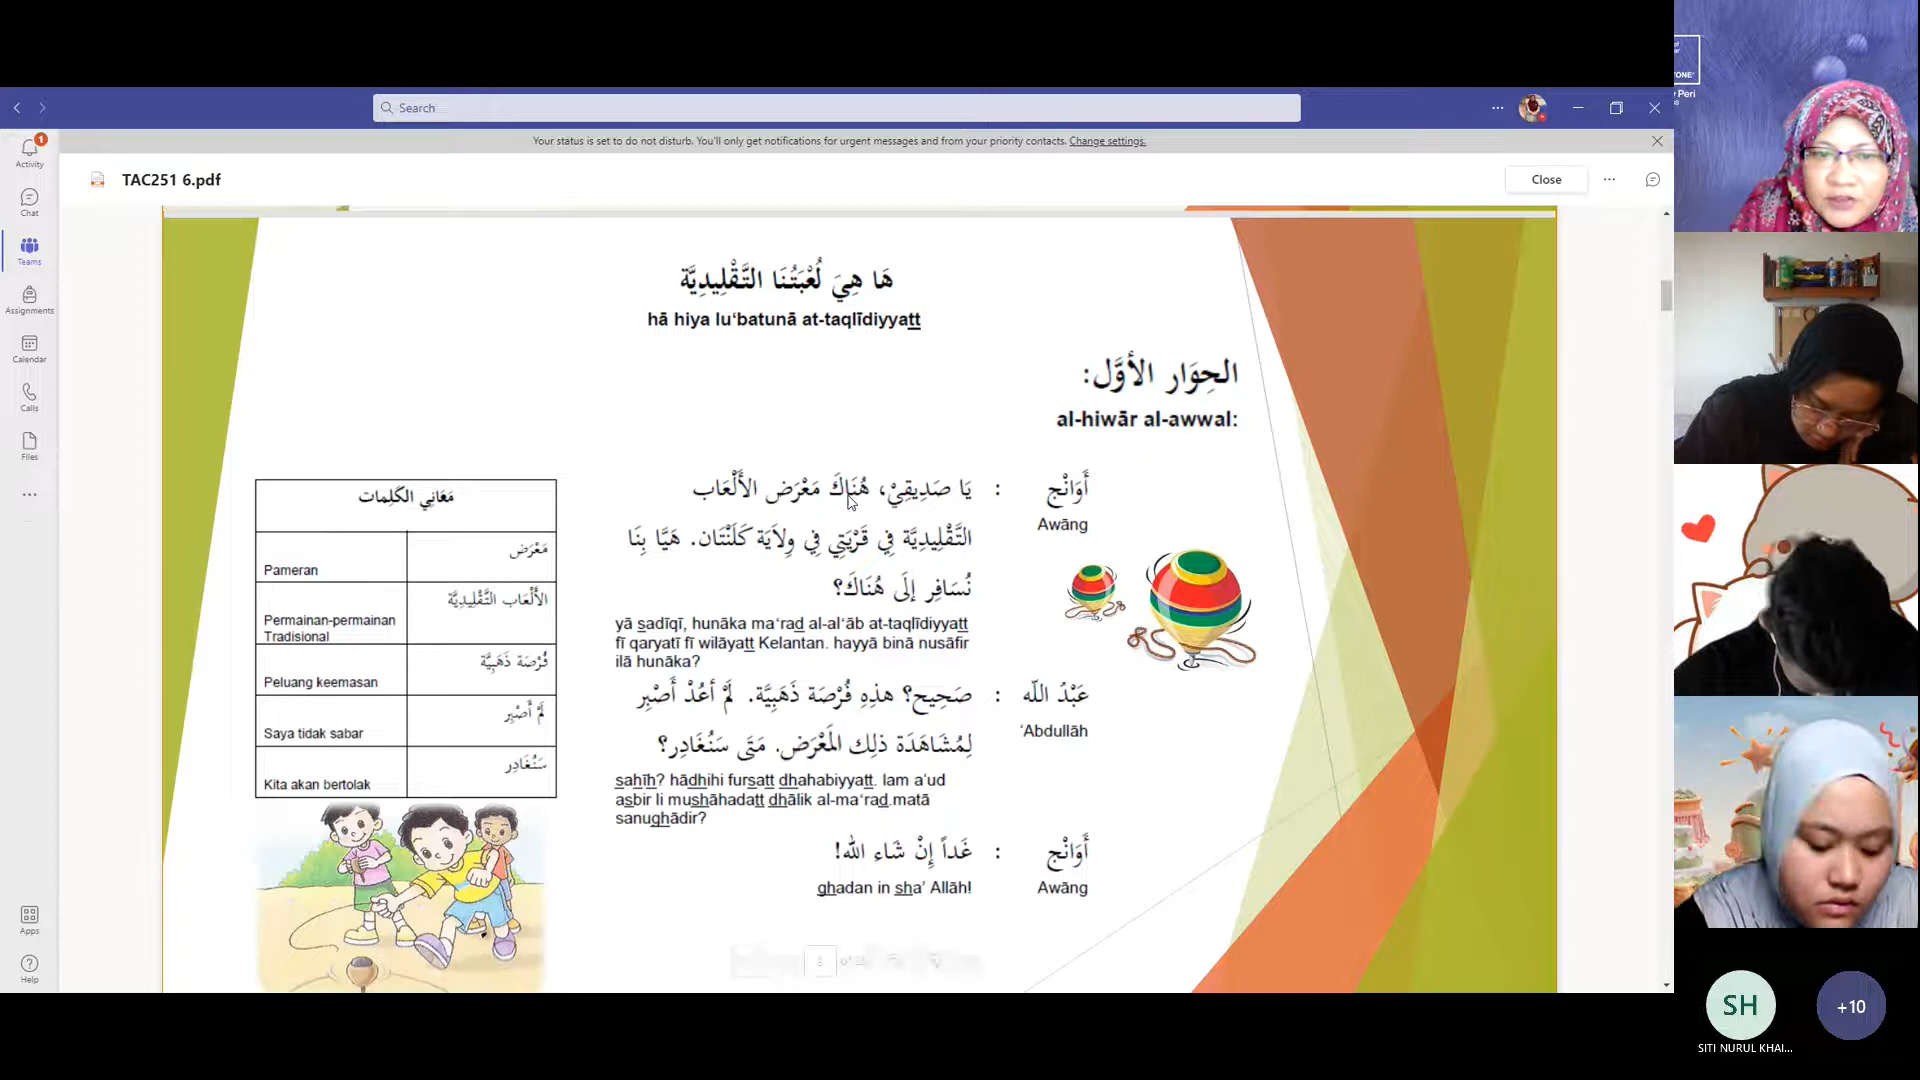 Search
Your status is set to do not disturb. You'll only get notifications for urgent messages and from your priority contacts. Change settings.
1
Activity
Chat
Teams
Assignments
Calendar
Calls
Files
Apps
Help
TAC251 6.pdf
Close
هَا هِيَ لُعْبَتُنَا التَّقْلِيدِيَّة
hā hiya lu‘batunā at-taqlīdiyyatt
الحِوَار الأَوَّل:
al-hiwār al-awwal:
أَوَانْج : يَا صَدِيقِيْ، هُنَاكَ مَعْرَض الأَلْعَاب
Awāng
التَّقْلِيدِيَّة فِي قَرْيَتِي فِي وِلاَيَة كَلَنْتَان. هَيَّا بِنَا
نُسَافِر إِلَى هُنَاكَ؟
yā sadīqī, hunāka ma‘rad al-al‘āb at-taqlīdiyyatt
fī qaryatī fī wilāyatt Kelantan. hayyā binā nusāfir
ilā hunāka?
عَبْدُ اللّه : صَحِيح؟ هذِهِ فُرْصَة ذَهَبِيَّة. لَمْ أَعُدْ أَصْبِر
‘Abdullāh
لِمُشَاهَدَة ذلِك المَعْرَض. مَتَى سَنُغَادِر؟
sahīh? hādhihi fursatt dhahabiyyatt. lam a‘ud
asbir li mushāhadatt dhālik al-ma‘rad.matā
sanughādir?
أَوَانْج : غَداً إِنْ شَاء الله!
Awāng
ghadan in sha’ Allāh!
مَعَانِي الكَلِمات
مَعْرَض
Pameran
الأَلْعَاب التَّقْلِيدِيَّة
Permainan-permainan
Tradisional
فُرْصَة ذَهَبِيَّة
Peluang keemasan
لَمْ أَصْبِر
Saya tidak sabar
سَنُغَادِر
Kita akan bertolak
SH
SITI NURUL KHAI...
+10